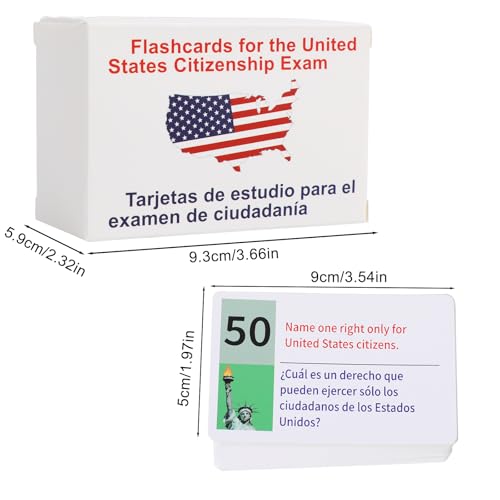 Flashcards for the United
States Citizenship Exam
Tarjetas de estudio para el
examen de ciudadanía
5.9cm/2.32in
9.3cm/3.66in
9cm/3.54in
5cm/1.97in
50
Name one right only for
United States citizens.
¿Cuál es un derecho que
pueden ejercer sólo los
ciudadanos de los Estados
Unidos?